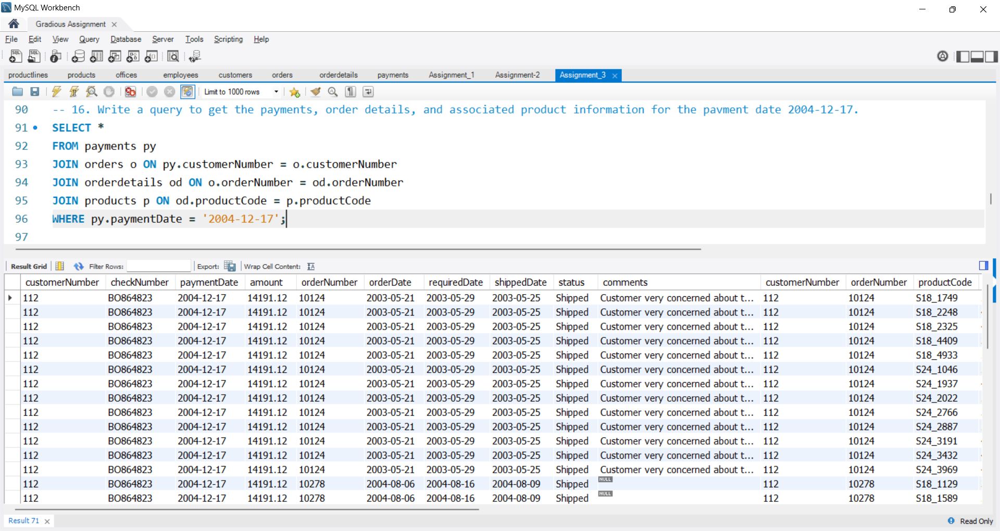 MySQL Workbench
Gradious Assignment
File Edit View Query Database Server Tools Scripting Help
productlines products offices employees customers orders orderdetails payments Assignment_1 Assignment-2 Assignment_3
Limit to 1000 rows
90 -- 16. Write a query to get the payments, order details, and associated product information for the pavment date 2004-12-17.
91 SELECT *
92 FROM payments py
93 JOIN orders o ON py.customerNumber = o.customerNumber
94 JOIN orderdetails od ON o.orderNumber = od.orderNumber
95 JOIN products p ON od.productCode = p.productCode
96 WHERE py.paymentDate = '2004-12-17';
97
Result Grid Filter Rows: Export: Wrap Cell Content:
customerNumber checkNumber paymentDate amount orderNumber orderDate requiredDate shippedDate status comments customerNumber orderNumber productCode
112 BO864823 2004-12-17 14191.12 10124 2003-05-21 2003-05-29 2003-05-25 Shipped Customer very concerned about t... 112 10124 S18_1749
112 BO864823 2004-12-17 14191.12 10124 2003-05-21 2003-05-29 2003-05-25 Shipped Customer very concerned about t... 112 10124 S18_2248
112 BO864823 2004-12-17 14191.12 10124 2003-05-21 2003-05-29 2003-05-25 Shipped Customer very concerned about t... 112 10124 S18_2325
112 BO864823 2004-12-17 14191.12 10124 2003-05-21 2003-05-29 2003-05-25 Shipped Customer very concerned about t... 112 10124 S18_4409
112 BO864823 2004-12-17 14191.12 10124 2003-05-21 2003-05-29 2003-05-25 Shipped Customer very concerned about t... 112 10124 S18_4933
112 BO864823 2004-12-17 14191.12 10124 2003-05-21 2003-05-29 2003-05-25 Shipped Customer very concerned about t... 112 10124 S24_1046
112 BO864823 2004-12-17 14191.12 10124 2003-05-21 2003-05-29 2003-05-25 Shipped Customer very concerned about t... 112 10124 S24_1937
112 BO864823 2004-12-17 14191.12 10124 2003-05-21 2003-05-29 2003-05-25 Shipped Customer very concerned about t... 112 10124 S24_2022
112 BO864823 2004-12-17 14191.12 10124 2003-05-21 2003-05-29 2003-05-25 Shipped Customer very concerned about t... 112 10124 S24_2766
112 BO864823 2004-12-17 14191.12 10124 2003-05-21 2003-05-29 2003-05-25 Shipped Customer very concerned about t... 112 10124 S24_2887
112 BO864823 2004-12-17 14191.12 10124 2003-05-21 2003-05-29 2003-05-25 Shipped Customer very concerned about t... 112 10124 S24_3191
112 BO864823 2004-12-17 14191.12 10124 2003-05-21 2003-05-29 2003-05-25 Shipped Customer very concerned about t... 112 10124 S24_3432
112 BO864823 2004-12-17 14191.12 10124 2003-05-21 2003-05-29 2003-05-25 Shipped Customer very concerned about t... 112 10124 S24_3969
112 BO864823 2004-12-17 14191.12 10278 2004-08-06 2004-08-16 2004-08-09 Shipped NULL 112 10278 S18_1129
112 BO864823 2004-12-17 14191.12 10278 2004-08-06 2004-08-16 2004-08-09 Shipped NULL 112 10278 S18_1589
Result 71 Read Only